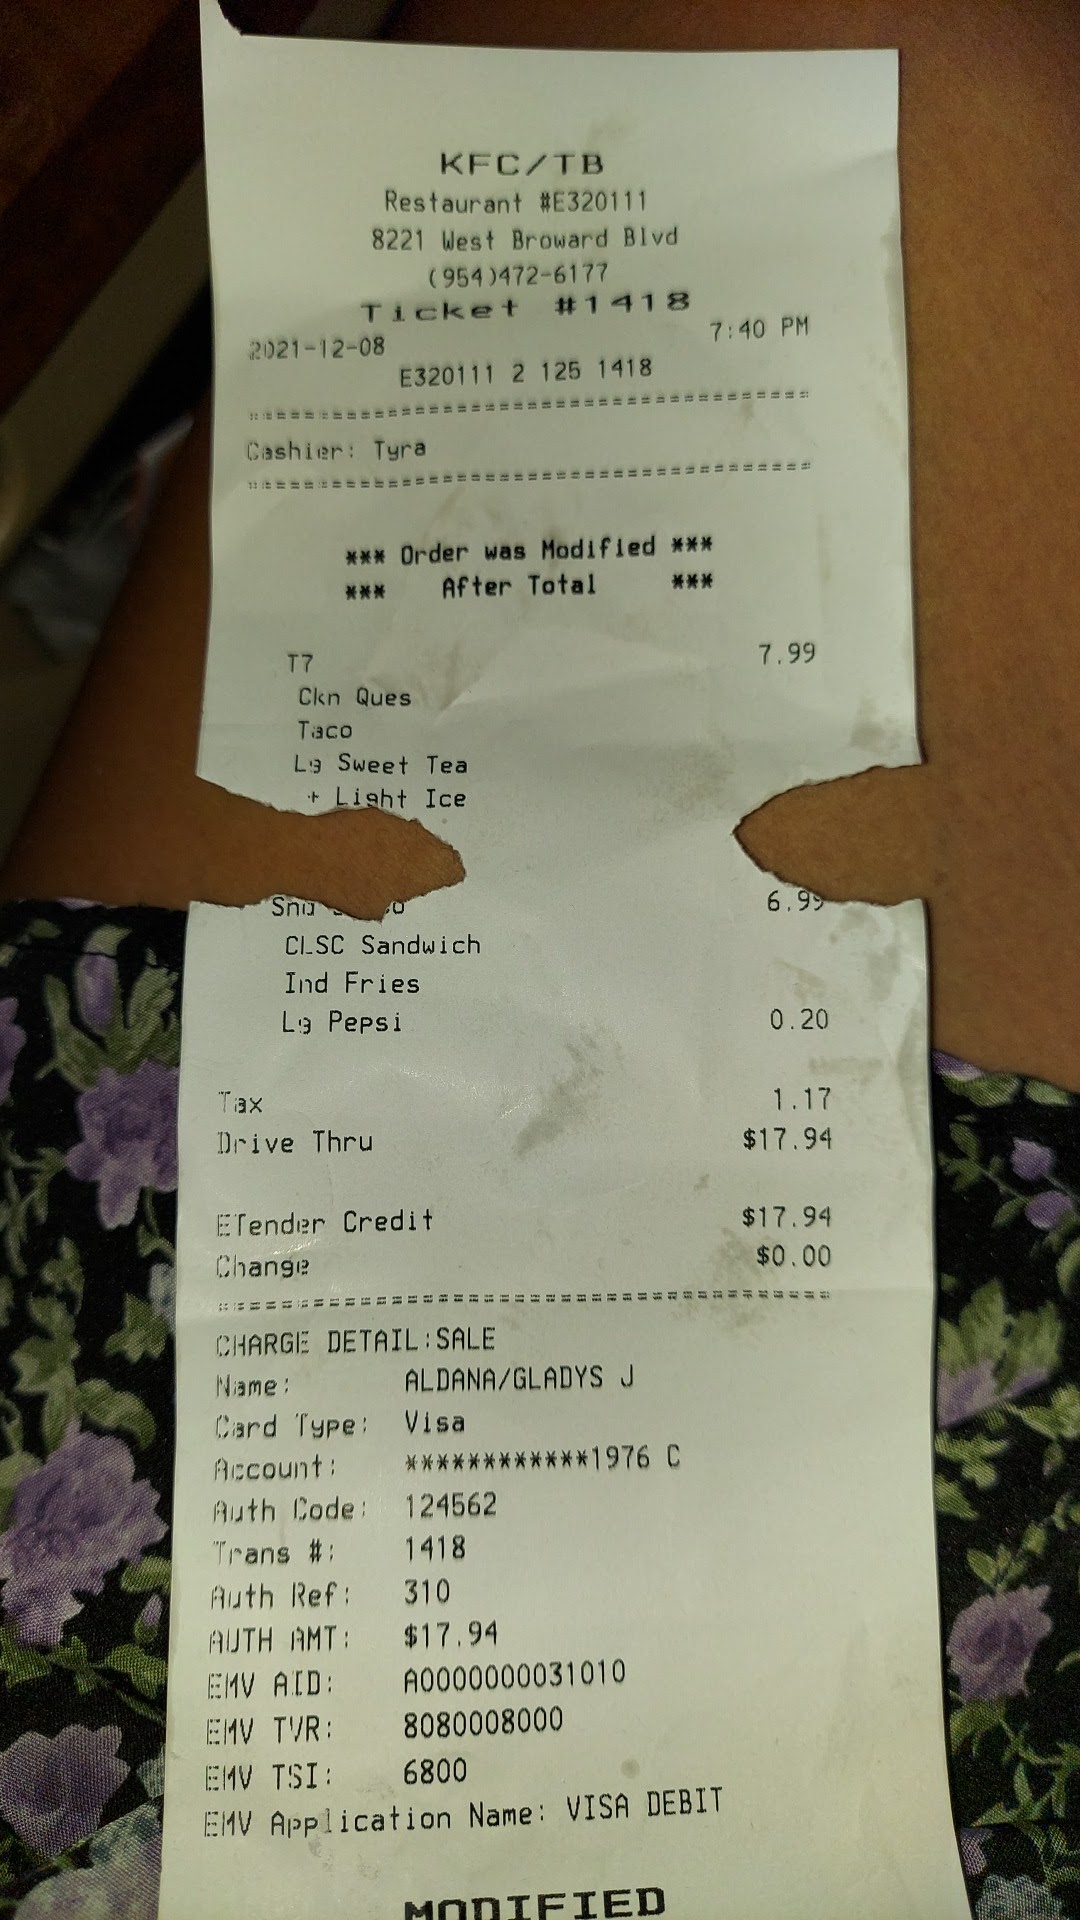 KFC/TB
Restaurant #E320111
8221 West Broward Blvd
(954)472-6177
Ticket #1418
2021-12-08 7:40 PM
E320111 2 125 1418
====================================
Cashier: Tyra
====================================
*** Order was Modified ***
*** After Total ***
T7 7.99
Ckn Ques
Taco
Lg Sweet Tea
+ Light Ice
6.99
CLSC Sandwich
Ind Fries
Lg Pepsi 0.20
Tax 1.17
Drive Thru $17.94
ETender Credit $17.94
Change $0.00
========================================
CHARGE DETAIL:SALE
Name: ALDANA/GLADYS J
Card Type: Visa
Account: ************1976 C
Auth Code: 124562
Trans #: 1418
Auth Ref: 310
AUTH AMT: $17.94
EMV AID: A0000000031010
EMV TVR: 8080008000
EMV TSI: 6800
EMV Application Name: VISA DEBIT
MODIFIED